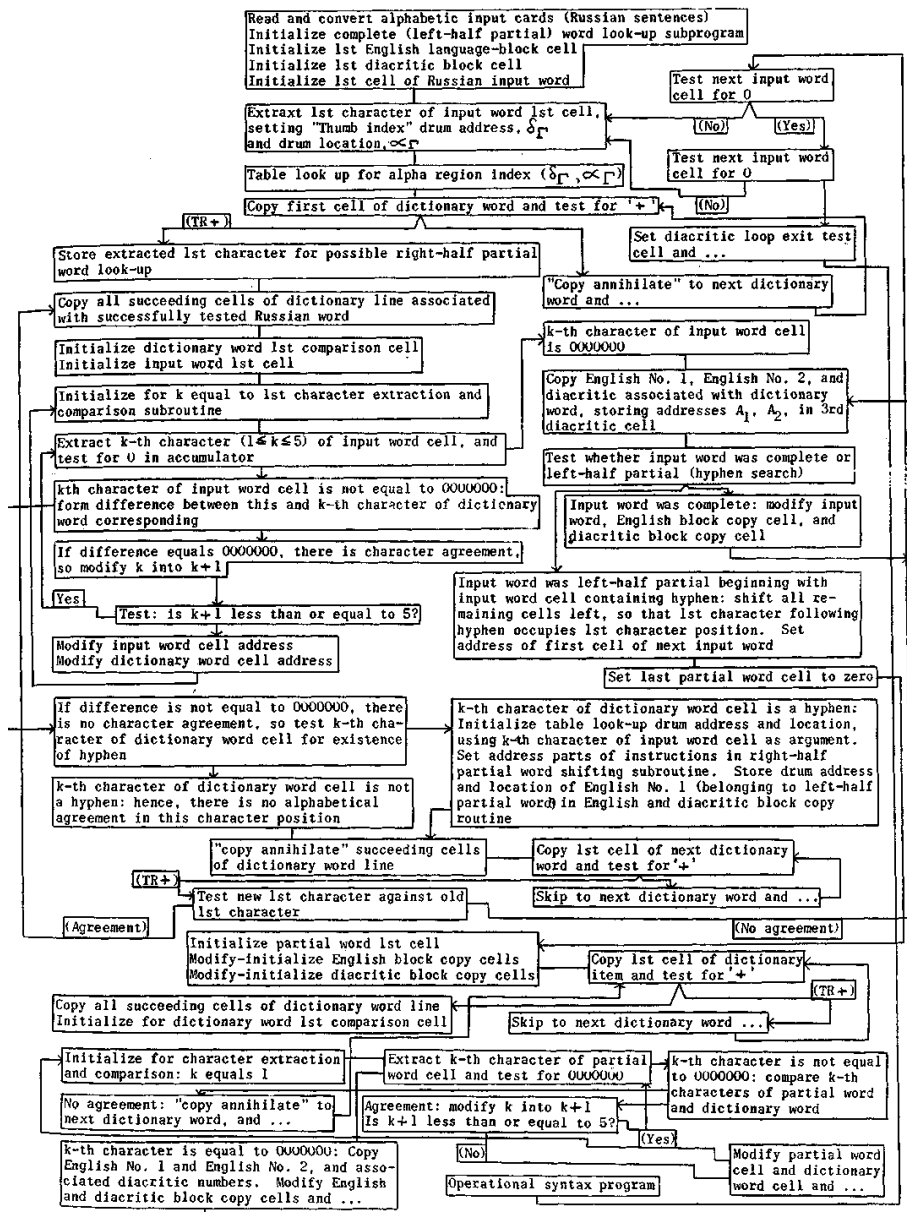 Read and convert alphabetic input cards (Russian sentences)
Initialize complete (left-half partial) word look-up subprogram
Initialize 1st English language-block cell
Initialize 1st diacritic block cell
Initialize 1st cell of Russian input word
Test next input word
cell for 0
Extraxt 1st character of input word 1st cell,
setting "Thumb index" drum address, δΓ
and drum location, ∝Γ
(No)
(Yes)
Test next input word
cell for 0
Table look up for alpha region index (δΓ, ∝Γ)
(No)
Copy first cell of dictionary word and test for '+'
(TR+)
Set diacritic loop exit test
cell and ...
Store extracted 1st character for possible right-half partial
word look-up
"Copy annihilate" to next dictionary
word and ...
Copy all succeeding cells of dictionary line associated
with successfully tested Russian word
k-th character of input word cell
is 0000000
Initialize dictionary word 1st comparison cell
Initialize input word 1st cell
Copy English No. 1, English No. 2, and
diacritic associated with dictionary
word, storing addresses A1, A2, in 3rd
diacritic cell
Initialize for k equal to 1st character extraction and
comparison subroutine
Extract k-th character (1≦k≦5) of input word cell, and
test for 0 in accumulator
Test whether input word was complete or
left-half partial (hyphen search)
kth character of input word cell is not equal to 0000000:
form difference between this and k-th character of dictionary
word corresponding
Input word was complete: modify input
word, English block copy cell, and
diacritic block copy cell
If difference equals 0000000, there is character agreement,
so modify k into k+1
Yes
Test: is k+1 less than or equal to 5?
Input word was left-half partial beginning with
input word cell containing hyphen: shift all re-
maining cells left, so that 1st character following
hyphen occupies 1st character position. Set
address of first cell of next input word
Modify input word cell address
Modify dictionary word cell address
Set last partial word cell to zero
If difference is not equal to 0000000, there
is no character agreement, so test k-th cha-
racter of dictionary word cell for existence
of hyphen
k-th character of dictionary word cell is a hyphen:
Initialize table look-up drum address and location,
using k-th character of input word cell as argument.
Set address parts of instructions in right-half
partial word shifting subroutine. Store drum address
and location of English No. 1 (belonging to left-half
partial word) in English and diacritic block copy
routine
k-th character of dictionary word cell is not
a hyphen: hence, there is no alphabetical
agreement in this character position
"copy annihilate" succeeding cells
of dictionary word line
Copy 1st cell of next dictionary
word and test for '+'
(TR+)
Test new 1st character against old
1st character
Skip to next dictionary word and ...
(Agreement)
(No agreement)
Initialize partial word 1st cell
Modify-initialize English block copy cells
Modify-initialize diacritic block copy cells
Copy 1st cell of dictionary
item and test for '+'
(TR+)
Copy all succeeding cells of dictionary word line
Initialize for dictionary word 1st comparison cell
Skip to next dictionary word ...
Initialize for character extraction
and comparison: k equals 1
Extract k-th character of partial
word cell and test for 0000000
k-th character is not equal
to 0000000: compare k-th
characters of partial word
and dictionary word
No agreement: "copy annihilate" to
next dictionary word, and ...
Agreement: modify k into k+1
Is k+1 less than or equal to 5?
(Yes)
(No)
k-th character is equal to 0000000: Copy
English No. 1 and English No. 2, and asso-
ciated diacritic numbers. Modify English
and diacritic block copy cells and ...
Modify partial word
cell and dictionary
word cell and ...
Operational syntax program